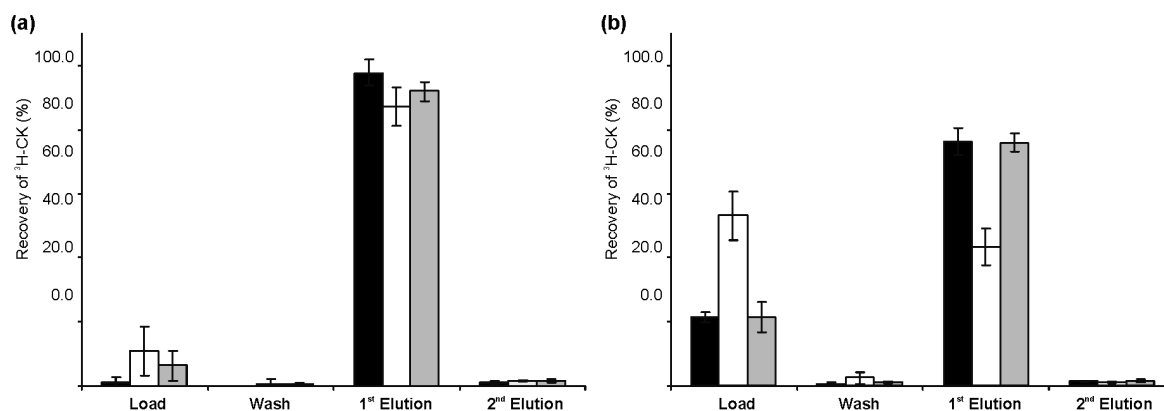 (a)
Recovery of ³H-CK (%)
100.0
80.0
60.0
40.0
20.0
0.0
Load Wash 1st Elution 2nd Elution
(b)
Recovery of ³H-CK (%)
100.0
80.0
60.0
40.0
20.0
0.0
Load Wash 1st Elution 2nd Elution